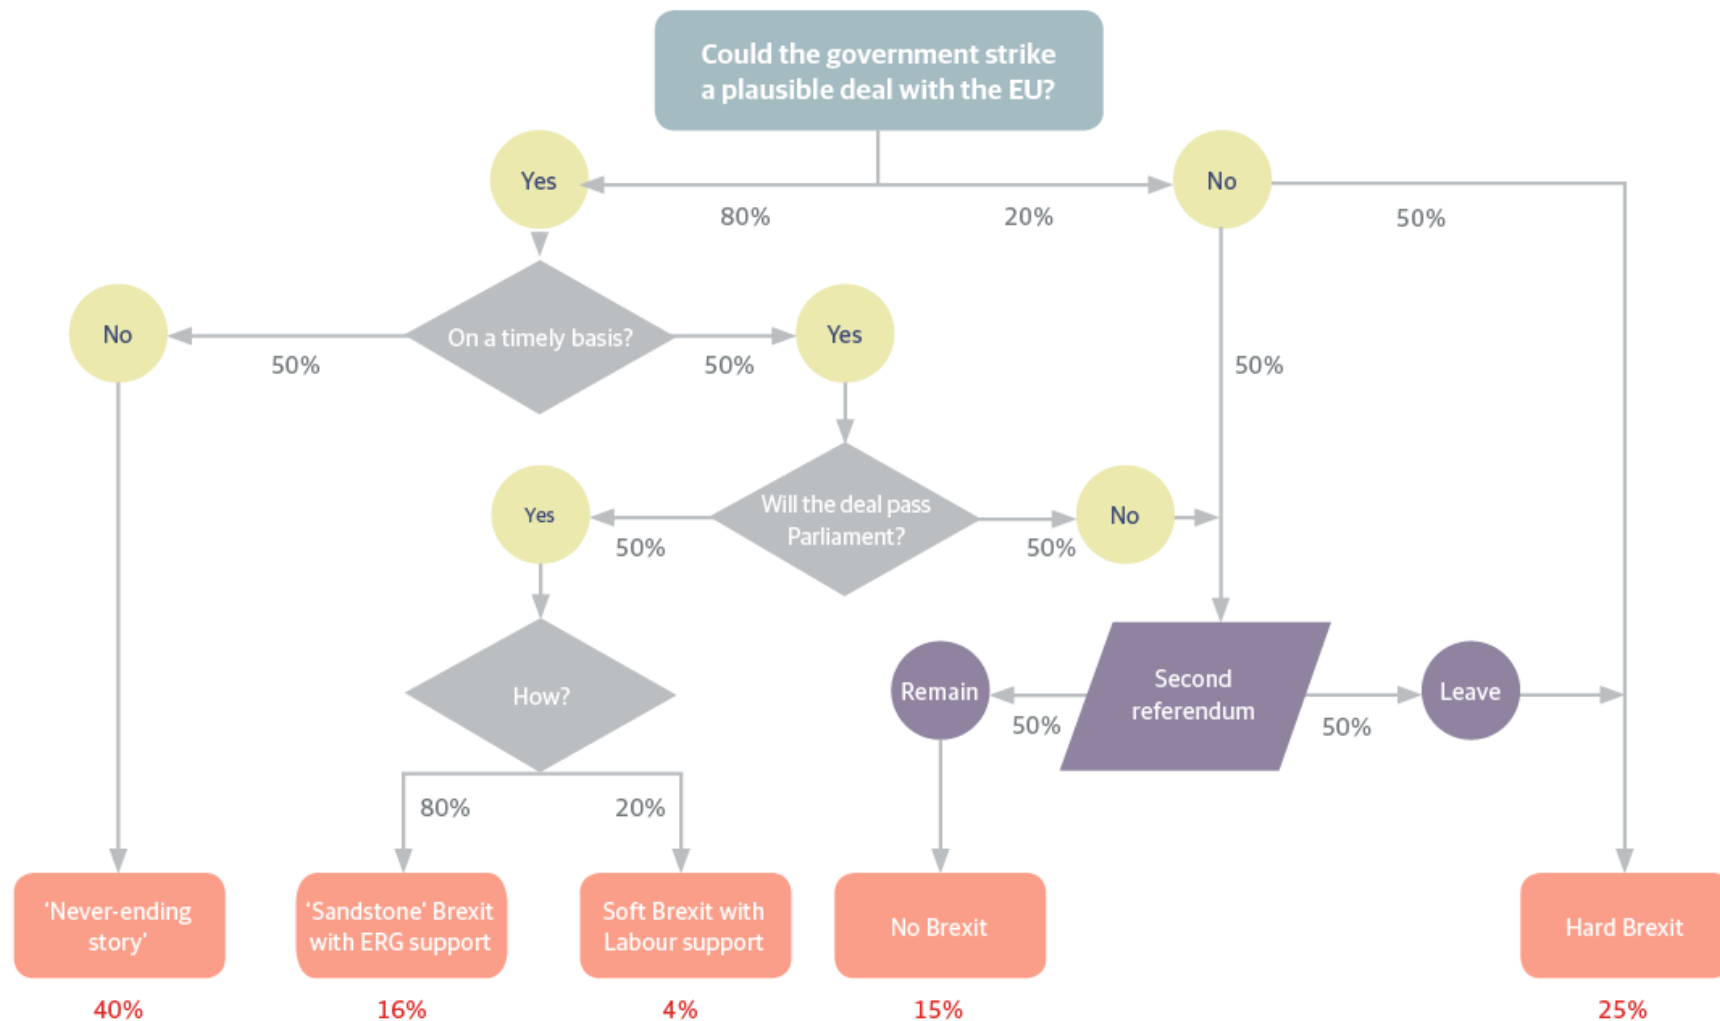 Could the government strike
a plausible deal with the EU?
Yes
No
80%
20%
50%
No
On a timely basis?
Yes
50%
50%
50%
Yes
Will the deal pass
Parliament?
No
50%
50%
How?
Remain
Second
referendum
Leave
50%
50%
80%
20%
‘Never-ending
story’
‘Sandstone’ Brexit
with ERG support
Soft Brexit with
Labour support
No Brexit
Hard Brexit
40%
16%
4%
15%
25%